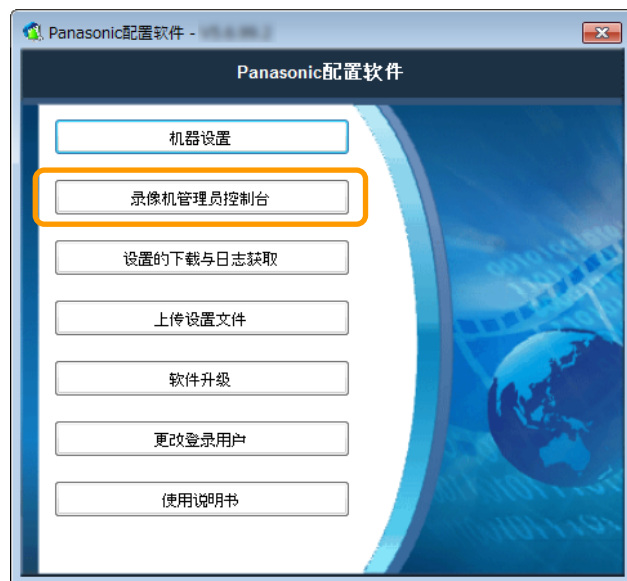 Panasonic配置软件 -
Panasonic配置软件
机器设置
录像机管理员控制台
设置的下载与日志获取
上传设置文件
软件升级
更改登录用户
使用说明书